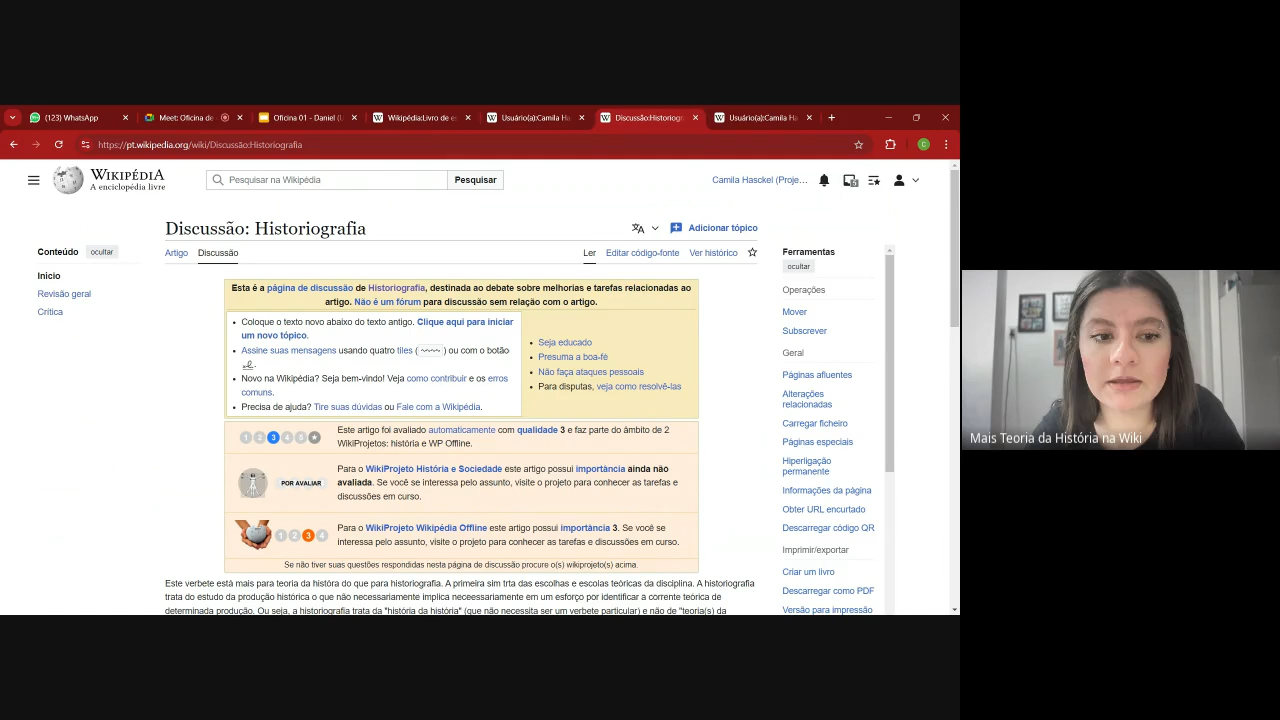 (123) WhatsApp
Meet: Oficina de
Oficina 01 - Daniel (U
Wikipédia:Livro de es
Usuário(a):Camila Ha
Discussão:Historiogra
Usuário(a):Camila Ha
https://pt.wikipedia.org/wiki/Discussão:Historiografia
WIKIPÉDIA
A enciclopédia livre
Pesquisar na Wikipédia
Pesquisar
Camila Hasckel (Proje...
Discussão: Historiografia
Adicionar tópico
Conteúdo ocultar
Artigo Discussão
Ler Editar código-fonte Ver histórico
Início
Revisão geral
Crítica
Esta é a página de discussão de Historiografia, destinada ao debate sobre melhorias e tarefas relacionadas ao
artigo. Não é um fórum para discussão sem relação com o artigo.
• Coloque o texto novo abaixo do texto antigo. Clique aqui para iniciar
um novo tópico.
• Assine suas mensagens usando quatro tiles ( ~~~~ ) ou com o botão
.
• Novo na Wikipédia? Seja bem-vindo! Veja como contribuir e os erros
comuns.
• Precisa de ajuda? Tire suas dúvidas ou Fale com a Wikipédia.
• Seja educado
• Presuma a boa-fé
• Não faça ataques pessoais
• Para disputas, veja como resolvê-las
1 2 3 4 5 ★
Este artigo foi avaliado automaticamente com qualidade 3 e faz parte do âmbito de 2
WikiProjetos: história e WP Offline.
POR AVALIAR
Para o WikiProjeto História e Sociedade este artigo possui importância ainda não
avaliada. Se você se interessa pelo assunto, visite o projeto para conhecer as tarefas e
discussões em curso.
1 2 3 4
Para o WikiProjeto Wikipédia Offline este artigo possui importância 3. Se você se
interessa pelo assunto, visite o projeto para conhecer as tarefas e discussões em curso.
Se não tiver suas questões respondidas nesta página de discussão procure o(s) wikiprojeto(s) acima.
Este verbete está mais para teoria da histora do que para historiografia. A primeira sim trta das escolhas e escolas teóricas da disciplina. A historiografia
trata do estudo da produção histórica o que não necessariamente implica neceessariamente em um esforço por identificar a corrente teórica de
determinada produção. Ou seja, a historiografia trata da "história da história" (que não necessita ser um verbete particular) e não de "teoria(s) da
Ferramentas
ocultar
Operações
Mover
Subscrever
Geral
Páginas afluentes
Alterações
relacionadas
Carregar ficheiro
Páginas especiais
Hiperligação
permanente
Informações da página
Obter URL encurtado
Descarregar código QR
Imprimir/exportar
Criar um livro
Descarregar como PDF
Versão para impressão
Mais Teoria da História na Wiki